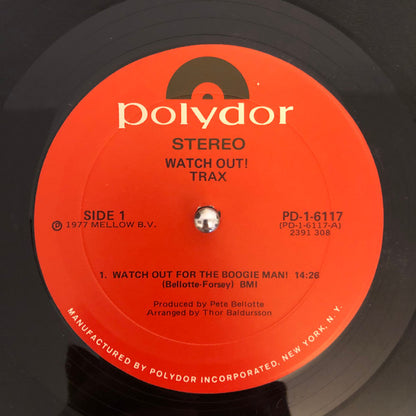 polydor
STEREO
WATCH OUT!
TRAX
SIDE 1
℗ 1977 MELLOW B.V.
PD-1-6117
(PD-1-6117-A)
2391 308
1. WATCH OUT FOR THE BOOGIE MAN! 14:26
(Bellotte-Forsey) BMI
Produced by Pete Bellotte
Arranged by Thor Baldursson
MANUFACTURED BY POLYDOR INCORPORATED, NEW YORK, N.Y.